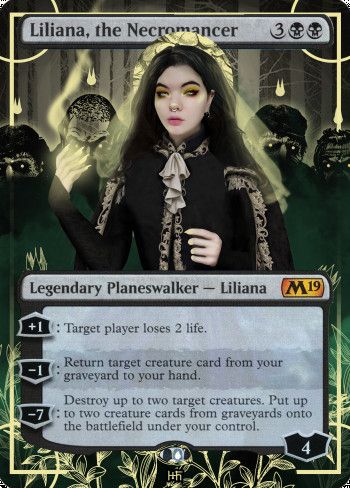 Liliana, the Necromancer 3
Legendary Planeswalker — Liliana M19
+1: Target player loses 2 life.
-1: Return target creature card from your
graveyard to your hand.
-7: Destroy up to two target creatures. Put up
to two creature cards from graveyards onto
the battlefield under your control.
4